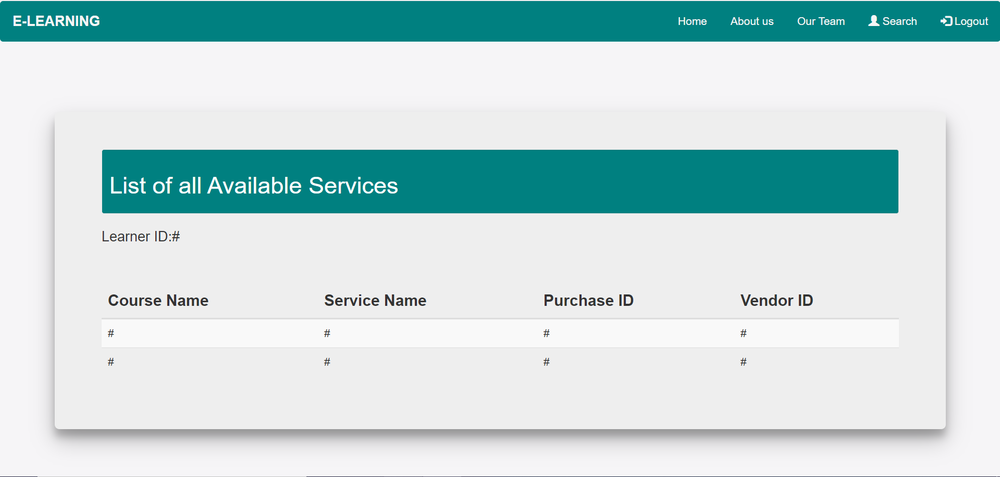 E-LEARNING Home About us Our Team Search Logout
List of all Available Services
Learner ID:#
Course Name Service Name Purchase ID Vendor ID
# # # #
# # # #